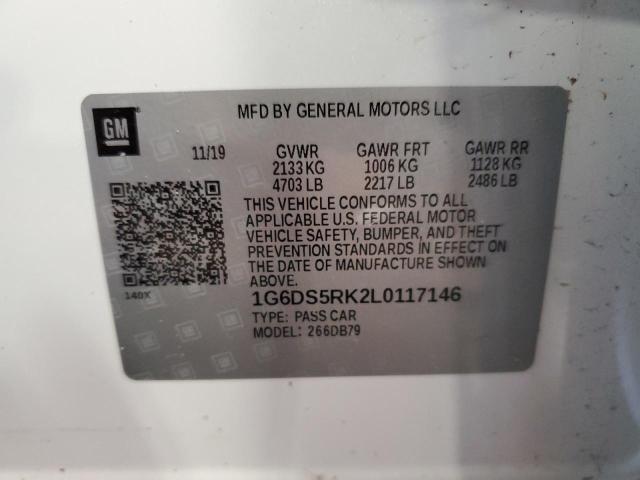 MFD BY GENERAL MOTORS LLC
GM
11/19 GVWR GAWR FRT GAWR RR
2133 KG 1006 KG 1128 KG
4703 LB 2217 LB 2486 LB
THIS VEHICLE CONFORMS TO ALL
APPLICABLE U.S. FEDERAL MOTOR
VEHICLE SAFETY, BUMPER, AND THEFT
PREVENTION STANDARDS IN EFFECT ON
THE DATE OF MANUFACTURE SHOWN
ABOVE.
140X
1G6DS5RK2L0117146
TYPE: PASS CAR
MODEL: 266DB79